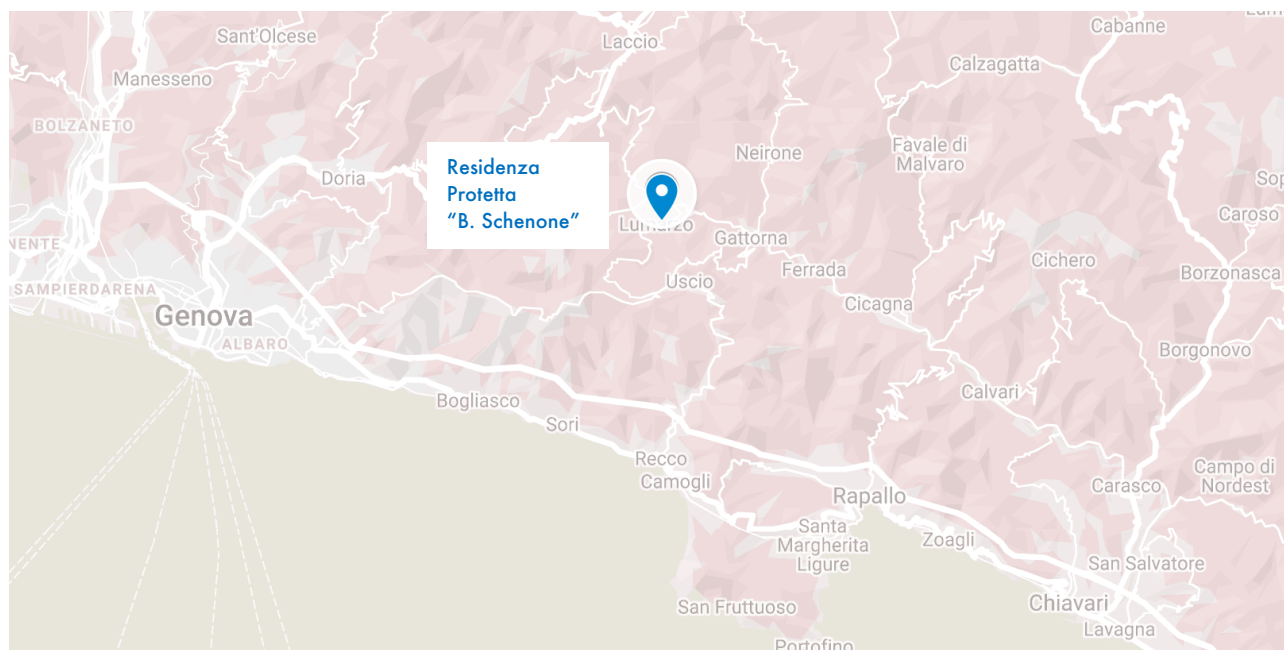 Cabanne
Sant'Olcese
Laccio
Calzagatta
Manesseno
BOLZANETO
Favale di
Malvaro
Neirone
Residenza
Protetta
“B. Schenone”
Doria
Caroso
Lumarzo
Gattorna
NENTE
Cichero
Ferrada
Borzonasca
Uscio
SAMPIERDARENA
Cicagna
Genova
ALBARO
Borgonovo
Calvari
Bogliasco
Sori
Recco
Campo di
Nordest
Camogli
Carasco
Rapallo
Santa
Margherita
Ligure
Zoagli
San Salvatore
San Fruttuoso
Chiavari
Lavagna
Portofino